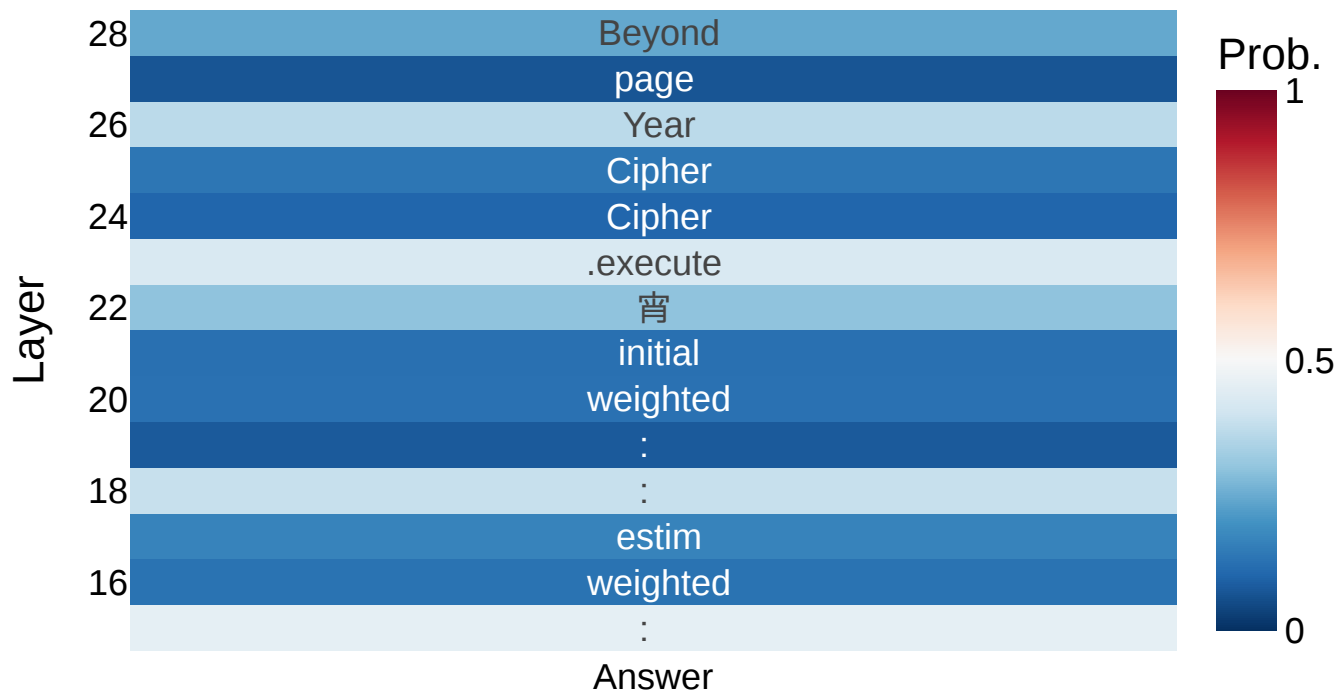 28 Beyond
page
26 Year
Cipher
24 Cipher
.execute
22 宵
initial
20 weighted
:
18 :
estim
16 weighted
:
Answer
Layer
Prob.
1
0.5
0